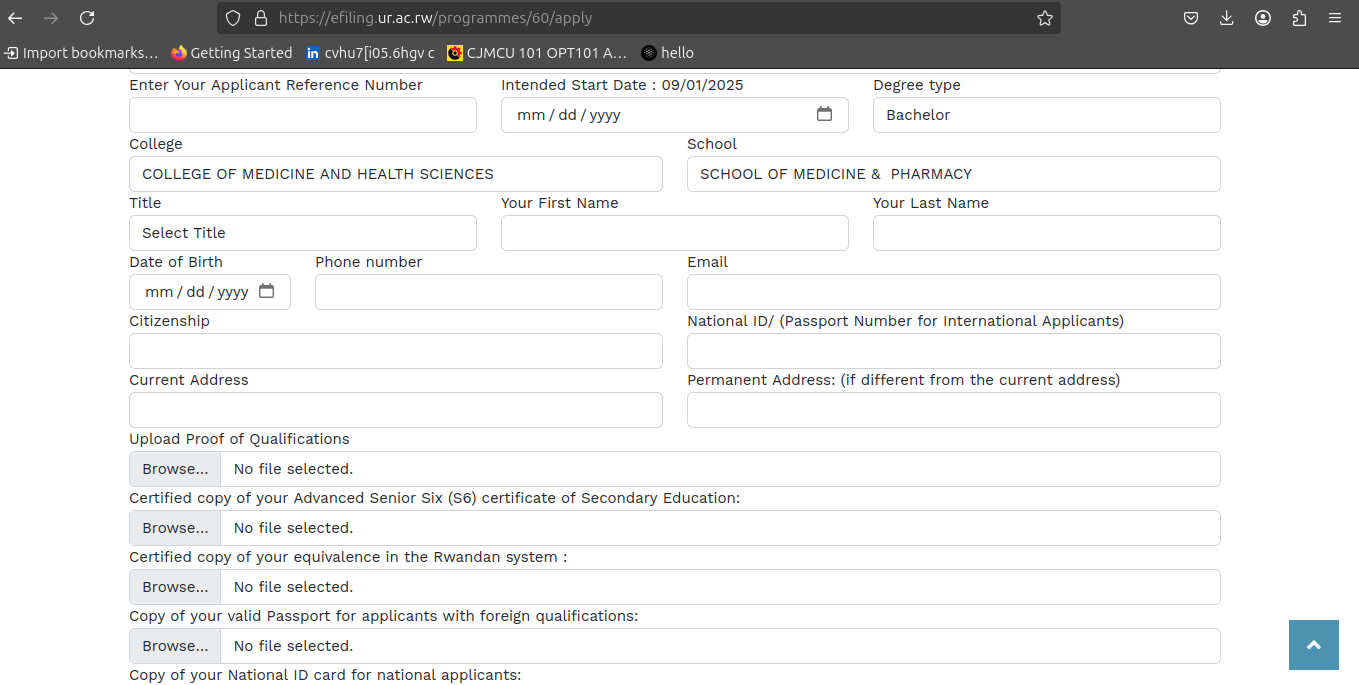 https://efiling.ur.ac.rw/programmes/60/apply
Import bookmarks… Getting Started cvhu7[i05.6hgv c CJMCU 101 OPT101 A… hello
Enter Your Applicant Reference Number Intended Start Date : 09/01/2025 Degree type
mm / dd / yyyy Bachelor
College School
COLLEGE OF MEDICINE AND HEALTH SCIENCES SCHOOL OF MEDICINE & PHARMACY
Title Your First Name Your Last Name
Select Title
Date of Birth Phone number Email
mm / dd / yyyy
Citizenship National ID/ (Passport Number for International Applicants)
Current Address Permanent Address: (if different from the current address)
Upload Proof of Qualifications
Browse... No file selected.
Certified copy of your Advanced Senior Six (S6) certificate of Secondary Education:
Browse... No file selected.
Certified copy of your equivalence in the Rwandan system :
Browse... No file selected.
Copy of your valid Passport for applicants with foreign qualifications:
Browse... No file selected.
Copy of your National ID card for national applicants: